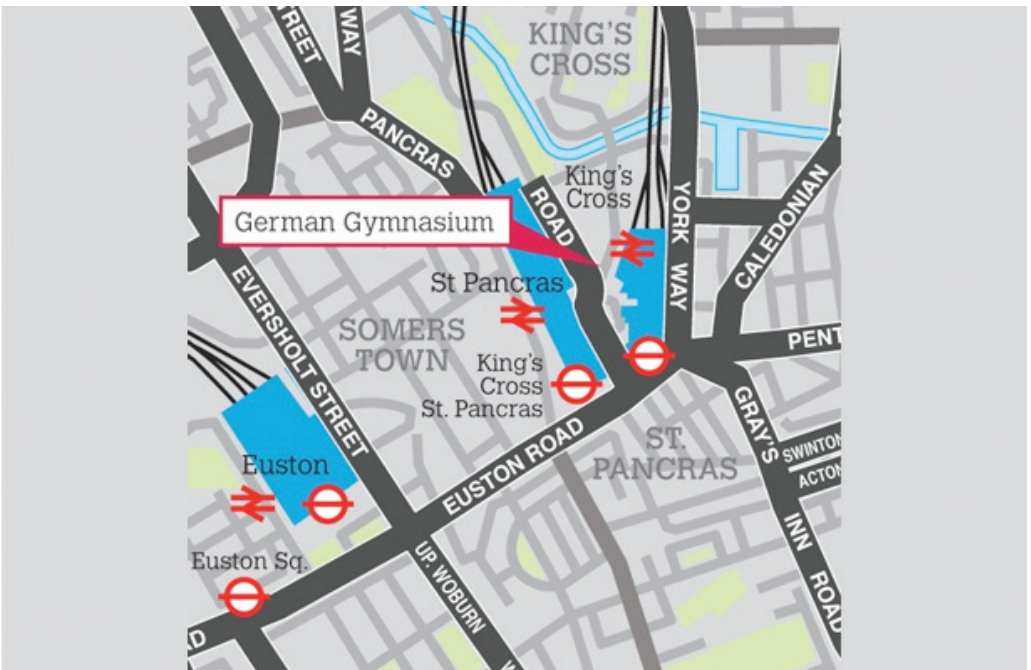 STREET
WAY
KING'S
CROSS
PANCRAS
ROAD
King's
Cross
YORK WAY
CALEDONIAN
German Gymnasium
St Pancras
EVERSHOLT STREET
SOMERS
TOWN
King's
Cross
St. Pancras
PENT
GRAY'S
INN ROAD
ST.
PANCRAS
SWINTON
ACTON
EUSTON ROAD
Euston
Euston Sq.
UP. WOBURN